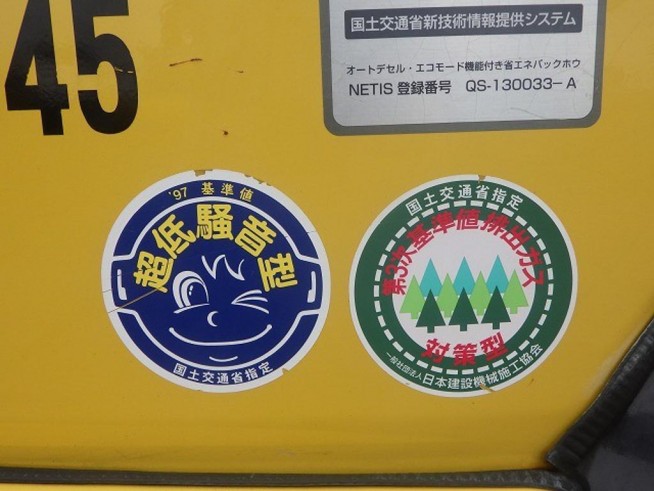 45
国土交通省新技術情報提供システム
オートデセル・エコモード機能付き省エネバックホウ
NETIS 登録番号 QS-130033-A
'97 基準値
超低騒音型
国土交通省指定
国土交通省指定
第3次基準値排出ガス
対策型
一般社団法人日本建設機械施工協会